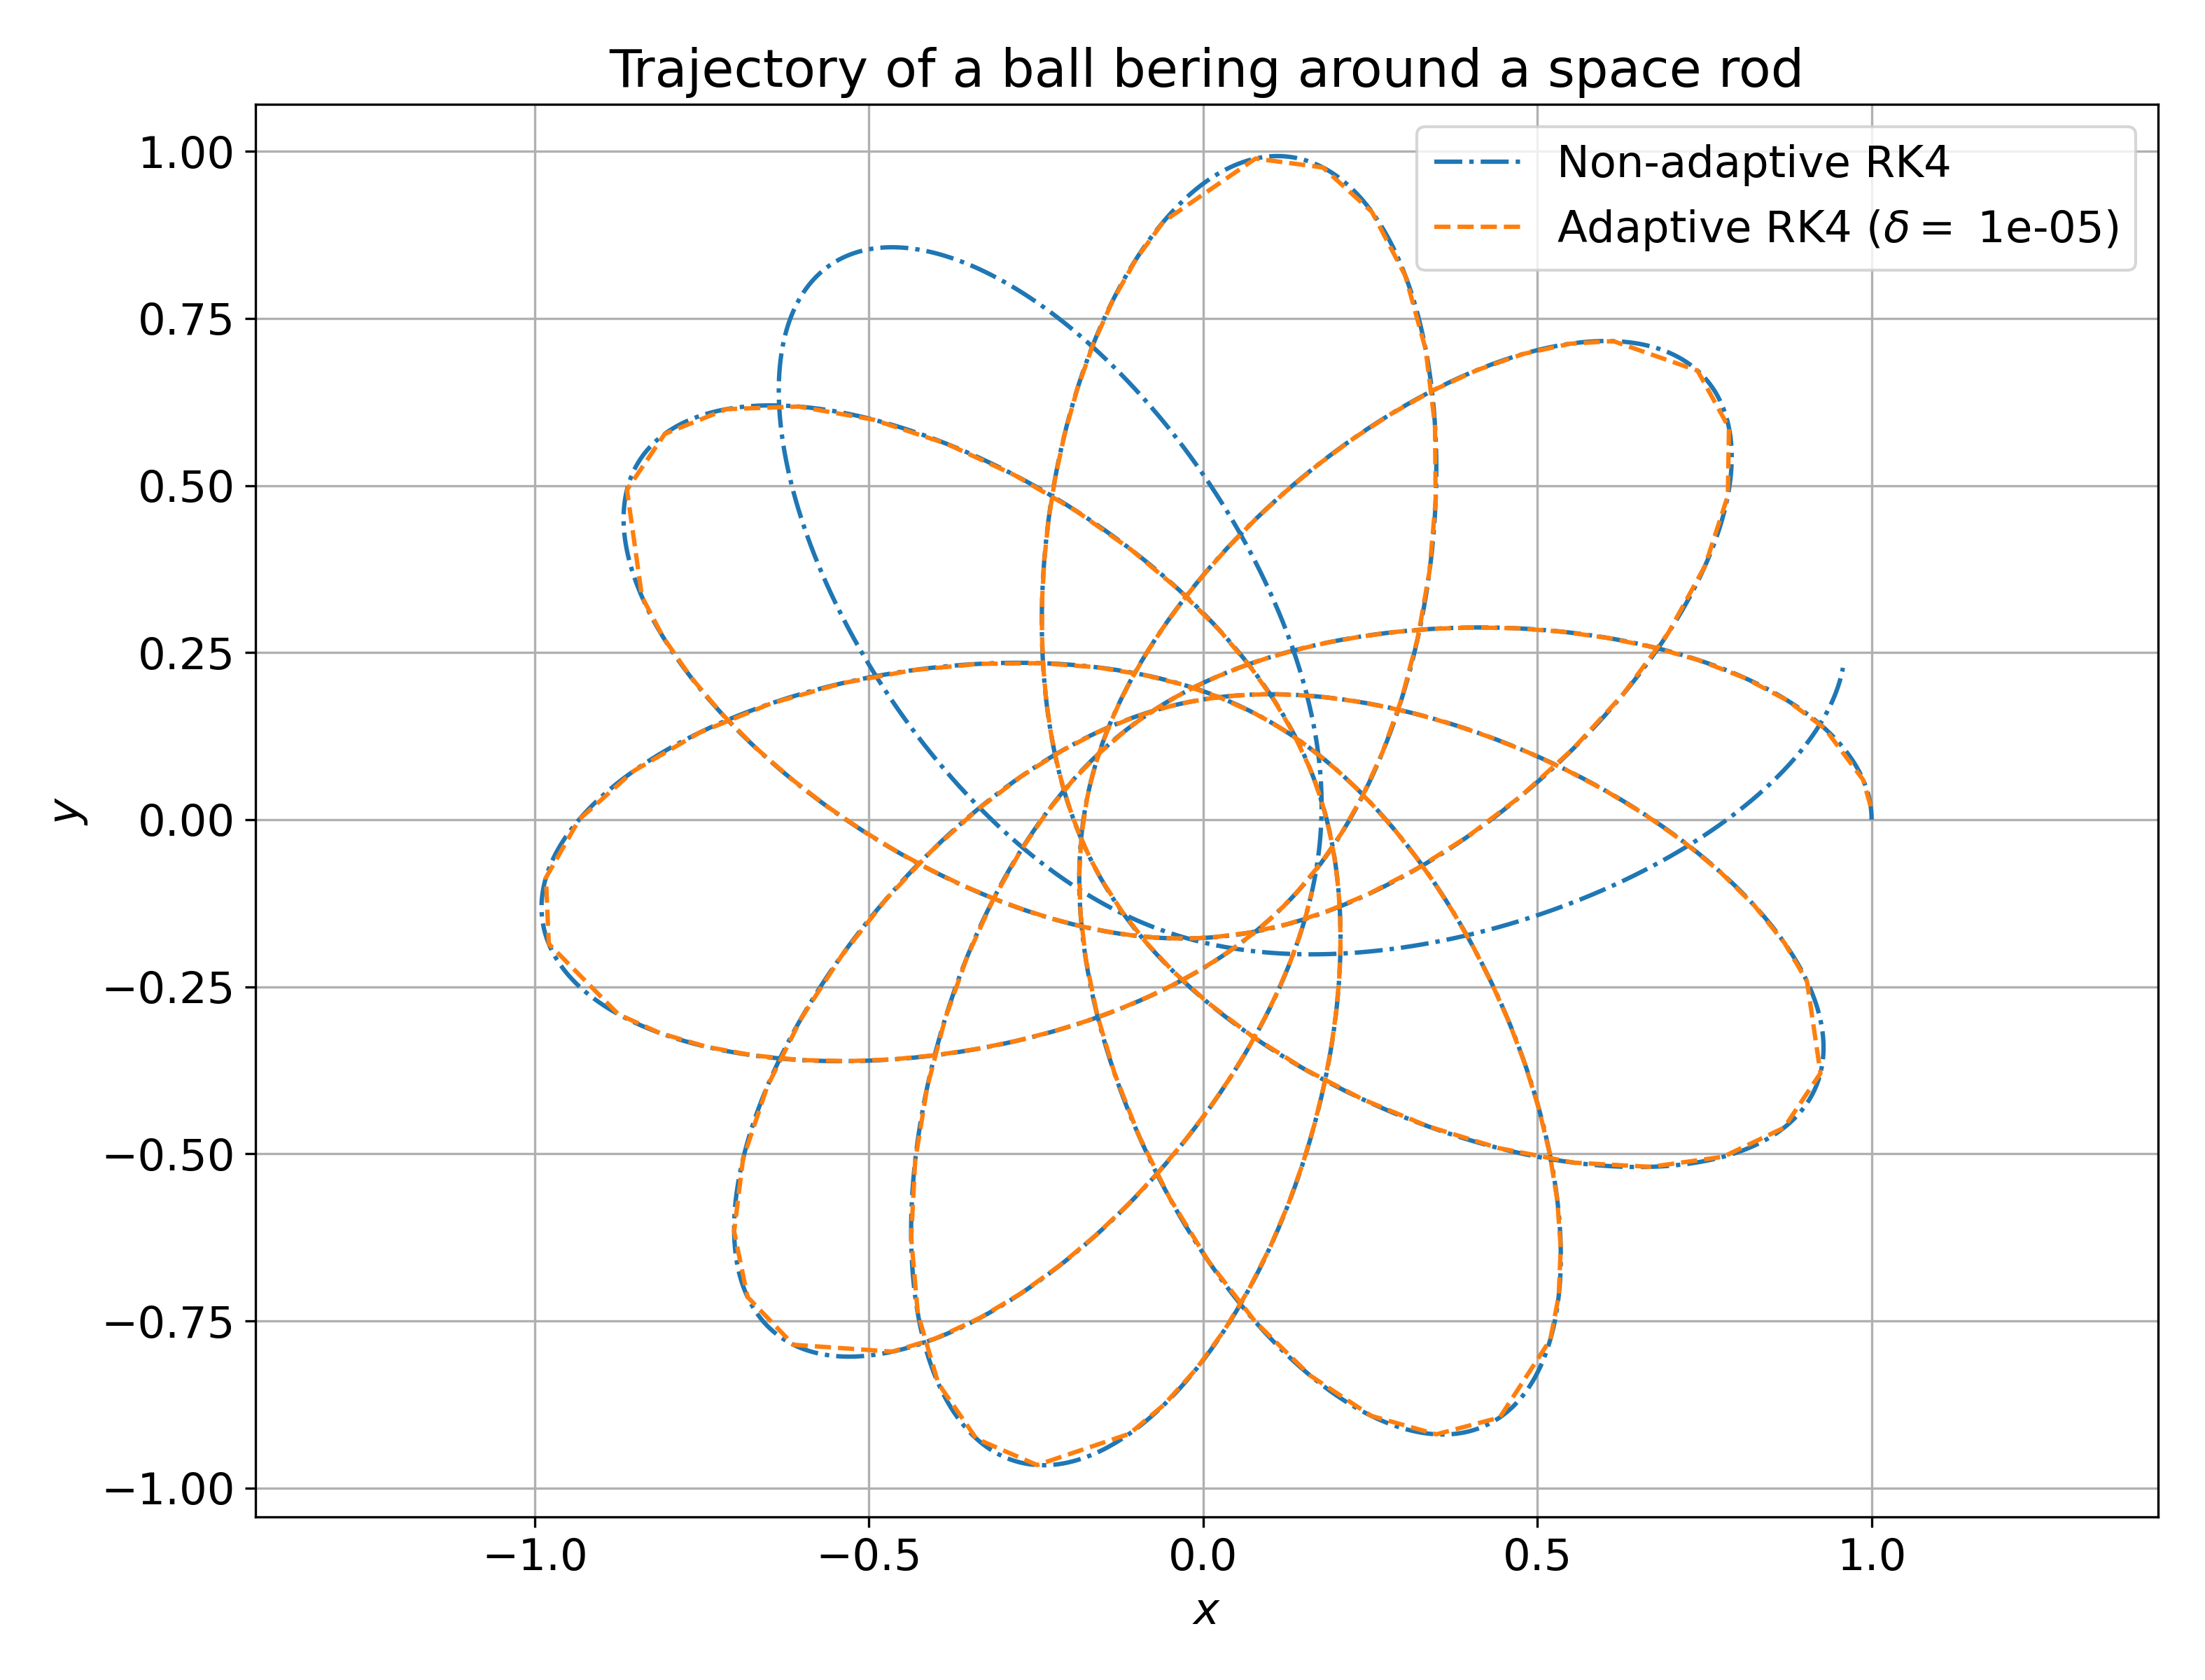 Trajectory of a ball bering around a space rod
Non-adaptive RK4
Adaptive RK4 (δ = 1e-05)
1.00
0.75
0.50
0.25
0.00
−0.25
−0.50
−0.75
−1.00
y
−1.0 −0.5 0.0 0.5 1.0
x